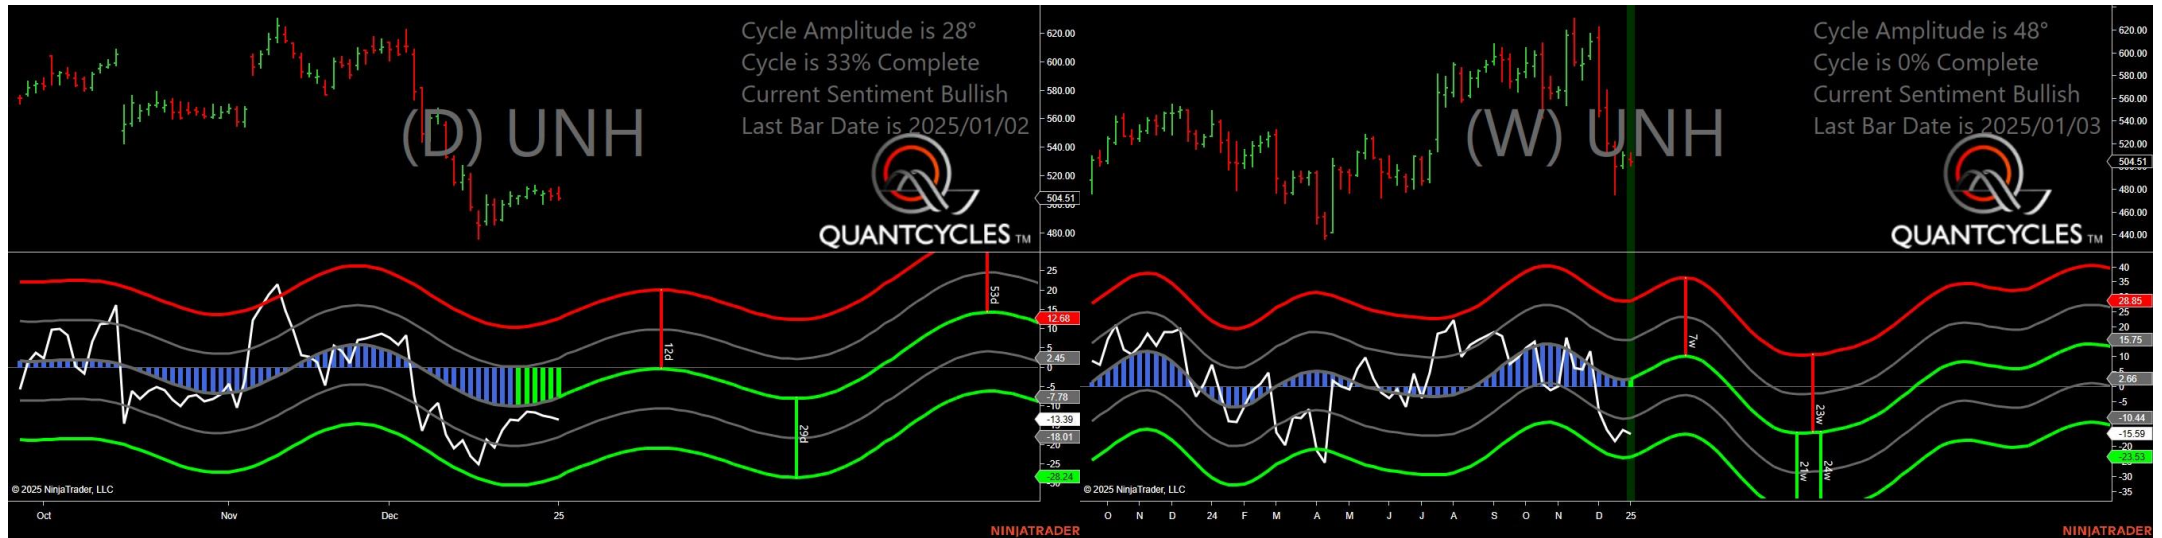 Cycle Amplitude is 28°
Cycle is 33% Complete
Current Sentiment Bullish
Last Bar Date is 2025/01/02
(D) UNH
QUANTCYCLES TM
620.00
600.00
580.00
560.00
540.00
520.00
504.51
500.00
480.00
25
20
15
12.68
10
5
2.45
0
-5
-7.78
-10
-13.39
-15
-18.01
-20
-25
-28.24
-30
12d
29d
53d
© 2025 NinjaTrader, LLC
Oct
Nov
Dec
25
NINJATRADER
Cycle Amplitude is 48°
Cycle is 0% Complete
Current Sentiment Bullish
Last Bar Date is 2025/01/03
(W) UNH
QUANTCYCLES TM
620.00
600.00
580.00
560.00
540.00
520.00
504.51
500.00
480.00
460.00
440.00
40
35
28.85
25
20
15.75
10
5
2.66
-5
-10.44
-15.59
-20
-23.53
-30
-35
7w
23w
21w
24w
© 2025 NinjaTrader, LLC
O
N
D
24
F
M
A
M
J
J
A
S
O
N
D
25
NINJATRADER